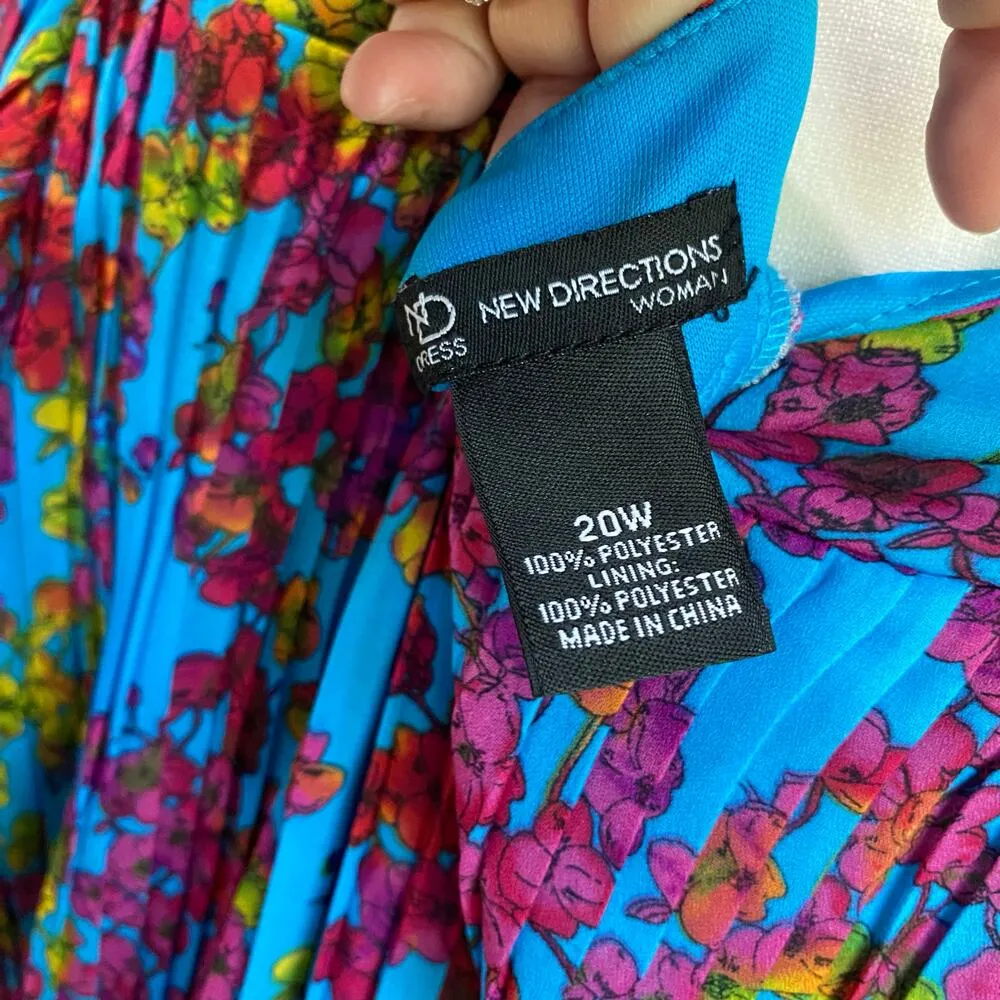 ND
DRESS
NEW DIRECTIONS
WOMAN
20W
100% POLYESTER
LINING:
100% POLYESTER
MADE IN CHINA